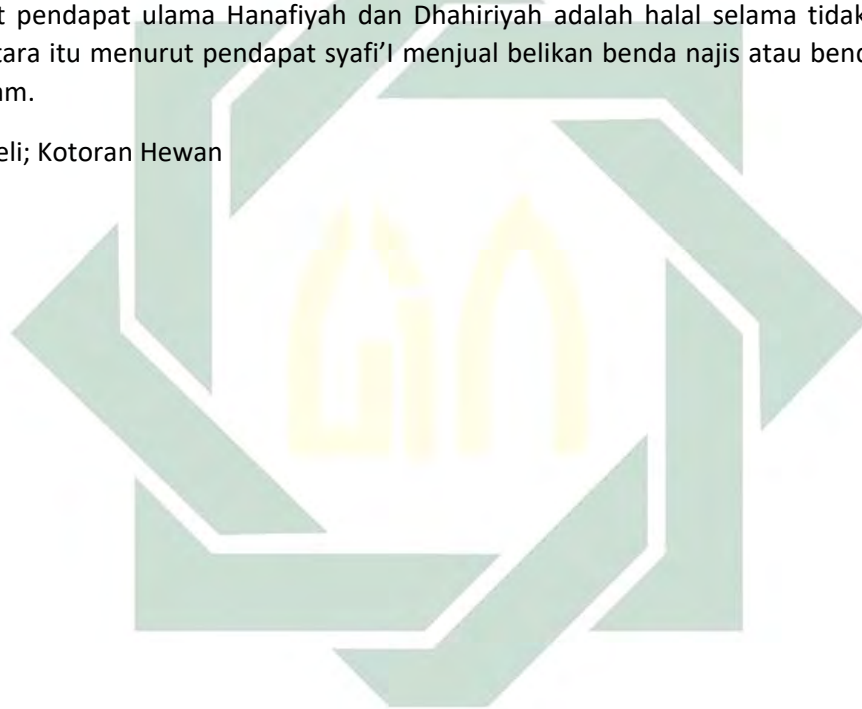 t pendapat ulama Hanafiyah dan Dhahiriyah adalah halal selama tidak
tara itu menurut pendapat syafi’I menjual belikan benda najis atau bend
am.
eli; Kotoran Hewan